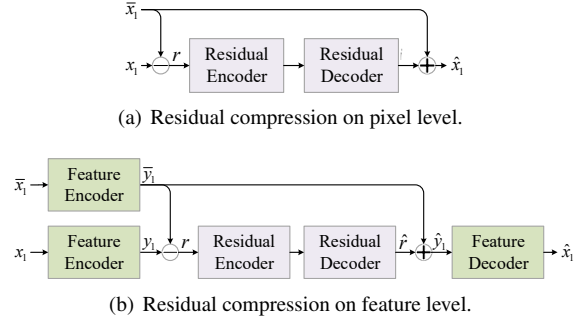 x̅₁
x₁ r Residual Encoder Residual Decoder x̂₁
(a) Residual compression on pixel level.
x̅₁ Feature Encoder y̅₁
x₁ Feature Encoder y₁ r Residual Encoder Residual Decoder r̂ ŷ₁ Feature Decoder x̂₁
(b) Residual compression on feature level.